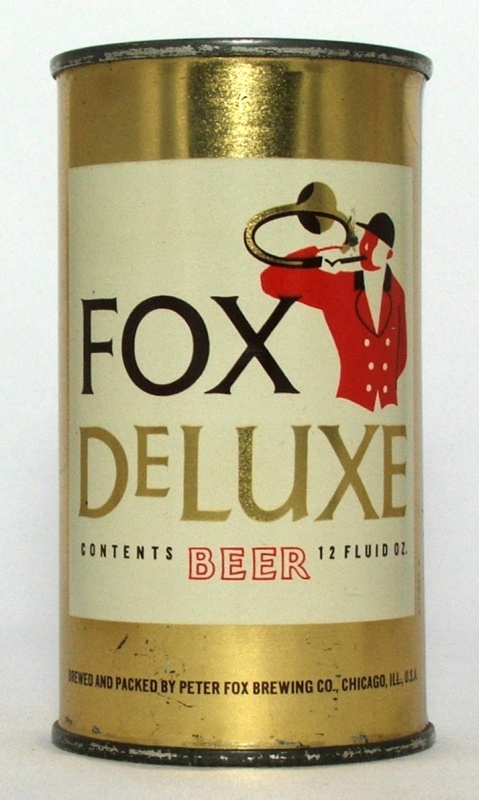 FOX
DELUXE
CONTENTS BEER 12 FLUID OZ.
BREWED AND PACKED BY PETER FOX BREWING CO., CHICAGO, ILL., U.S.A.